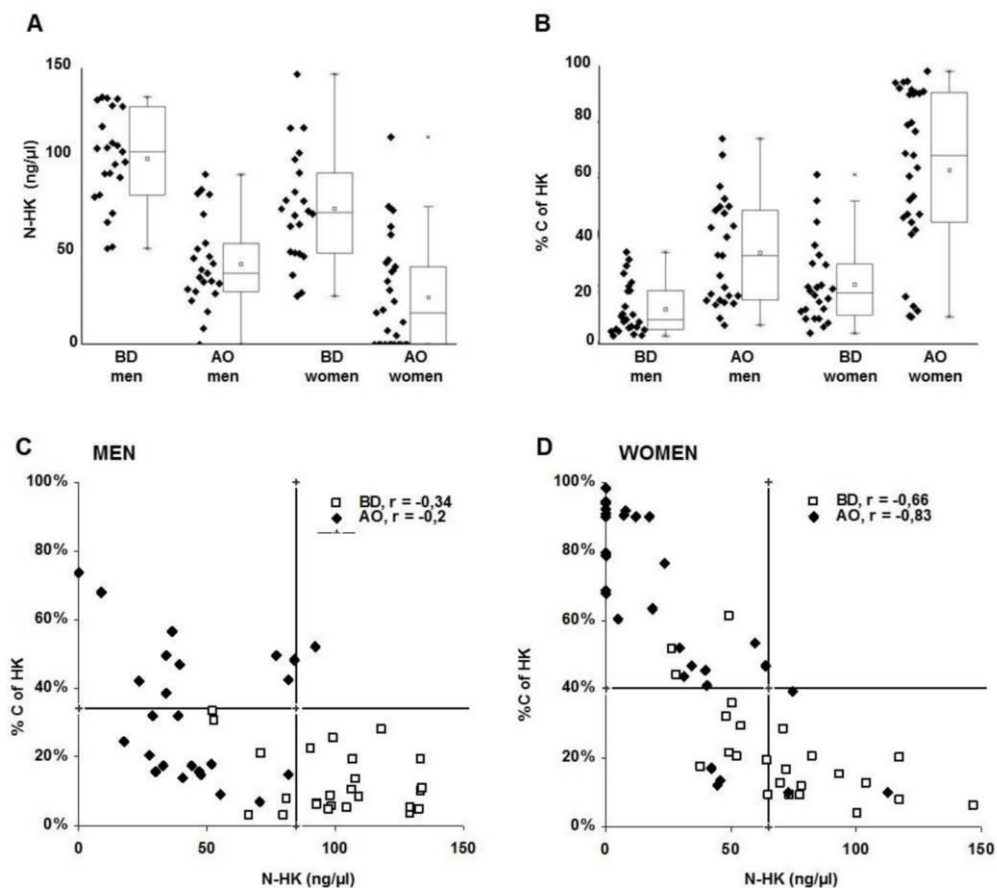 A
B
150
100
50
0
N-HK (ng/µl)
BD
men
AO
men
BD
women
AO
women
100
80
60
40
20
0
% C of HK
BD
men
AO
men
BD
women
AO
women
C
MEN
100%
80%
60%
40%
20%
0%
% C of HK
BD, r = -0,34
AO, r = -0,2
0
50
100
150
N-HK (ng/µl)
D
WOMEN
100%
80%
60%
40%
20%
0%
%C of HK
BD, r = -0,66
AO, r = -0,83
0
50
100
150
N-HK (ng/µl)